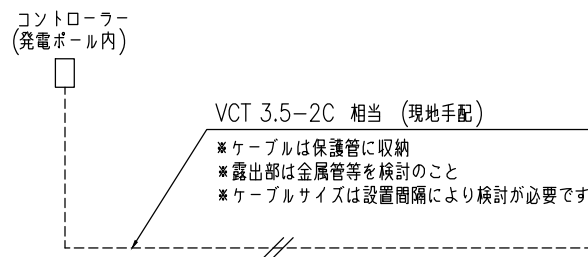 コントローラー
(発電ポール内)
VCT 3.5-2C 相当 (現地手配)
※ケーブルは保護管に収納
※露出部は金属管等を検討のこと
※ケーブルサイズは設置間隔により検討が必要です